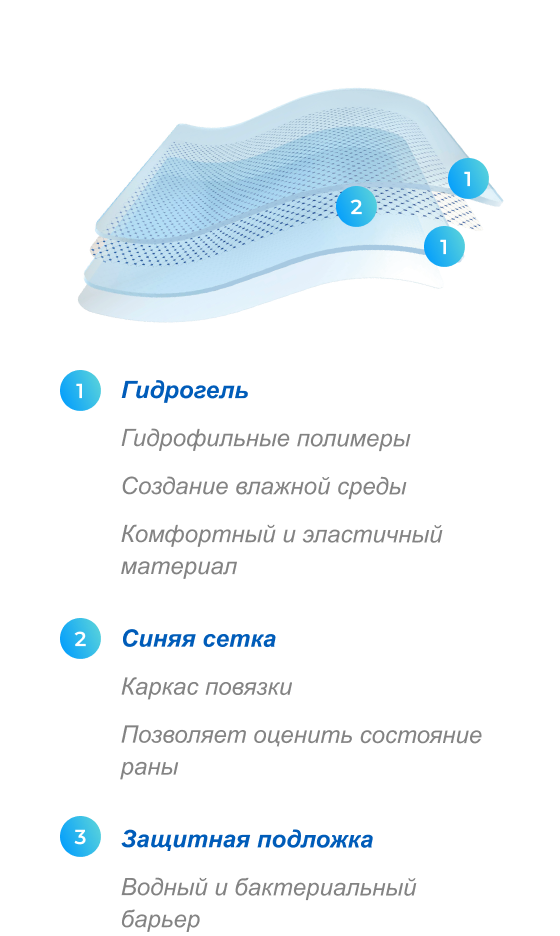 1
2
1
1 Гидрогель
Гидрофильные полимеры
Создание влажной среды
Комфортный и эластичный
материал
2 Синяя сетка
Каркас повязки
Позволяет оценить состояние
раны
3 Защитная подложка
Водный и бактериальный
барьер